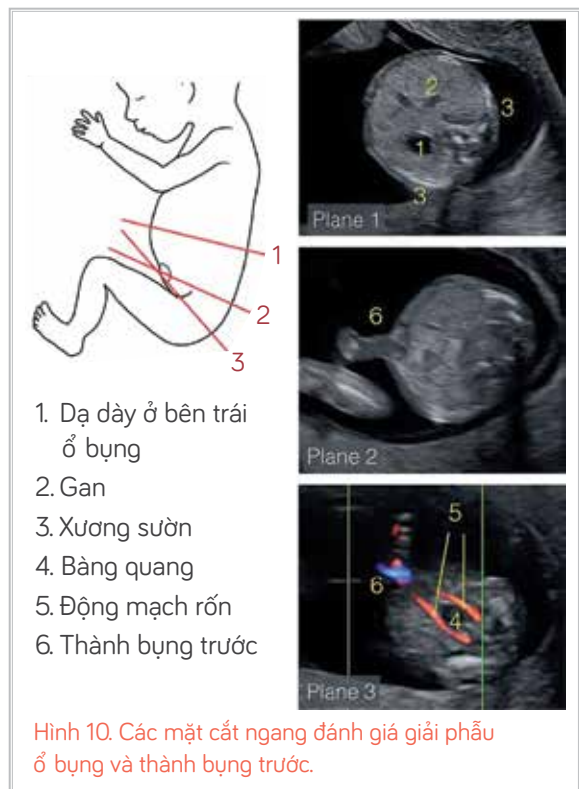 1
2
3
1. Dạ dày ở bên trái
ổ bụng
2. Gan
3. Xương sườn
4. Bàng quang
5. Động mạch rốn
6. Thành bụng trước
2
3
1
3
Plane 1
6
Plane 2
5
6
4
Plane 3
Hình 10. Các mặt cắt ngang đánh giá giải phẫu
ổ bụng và thành bụng trước.